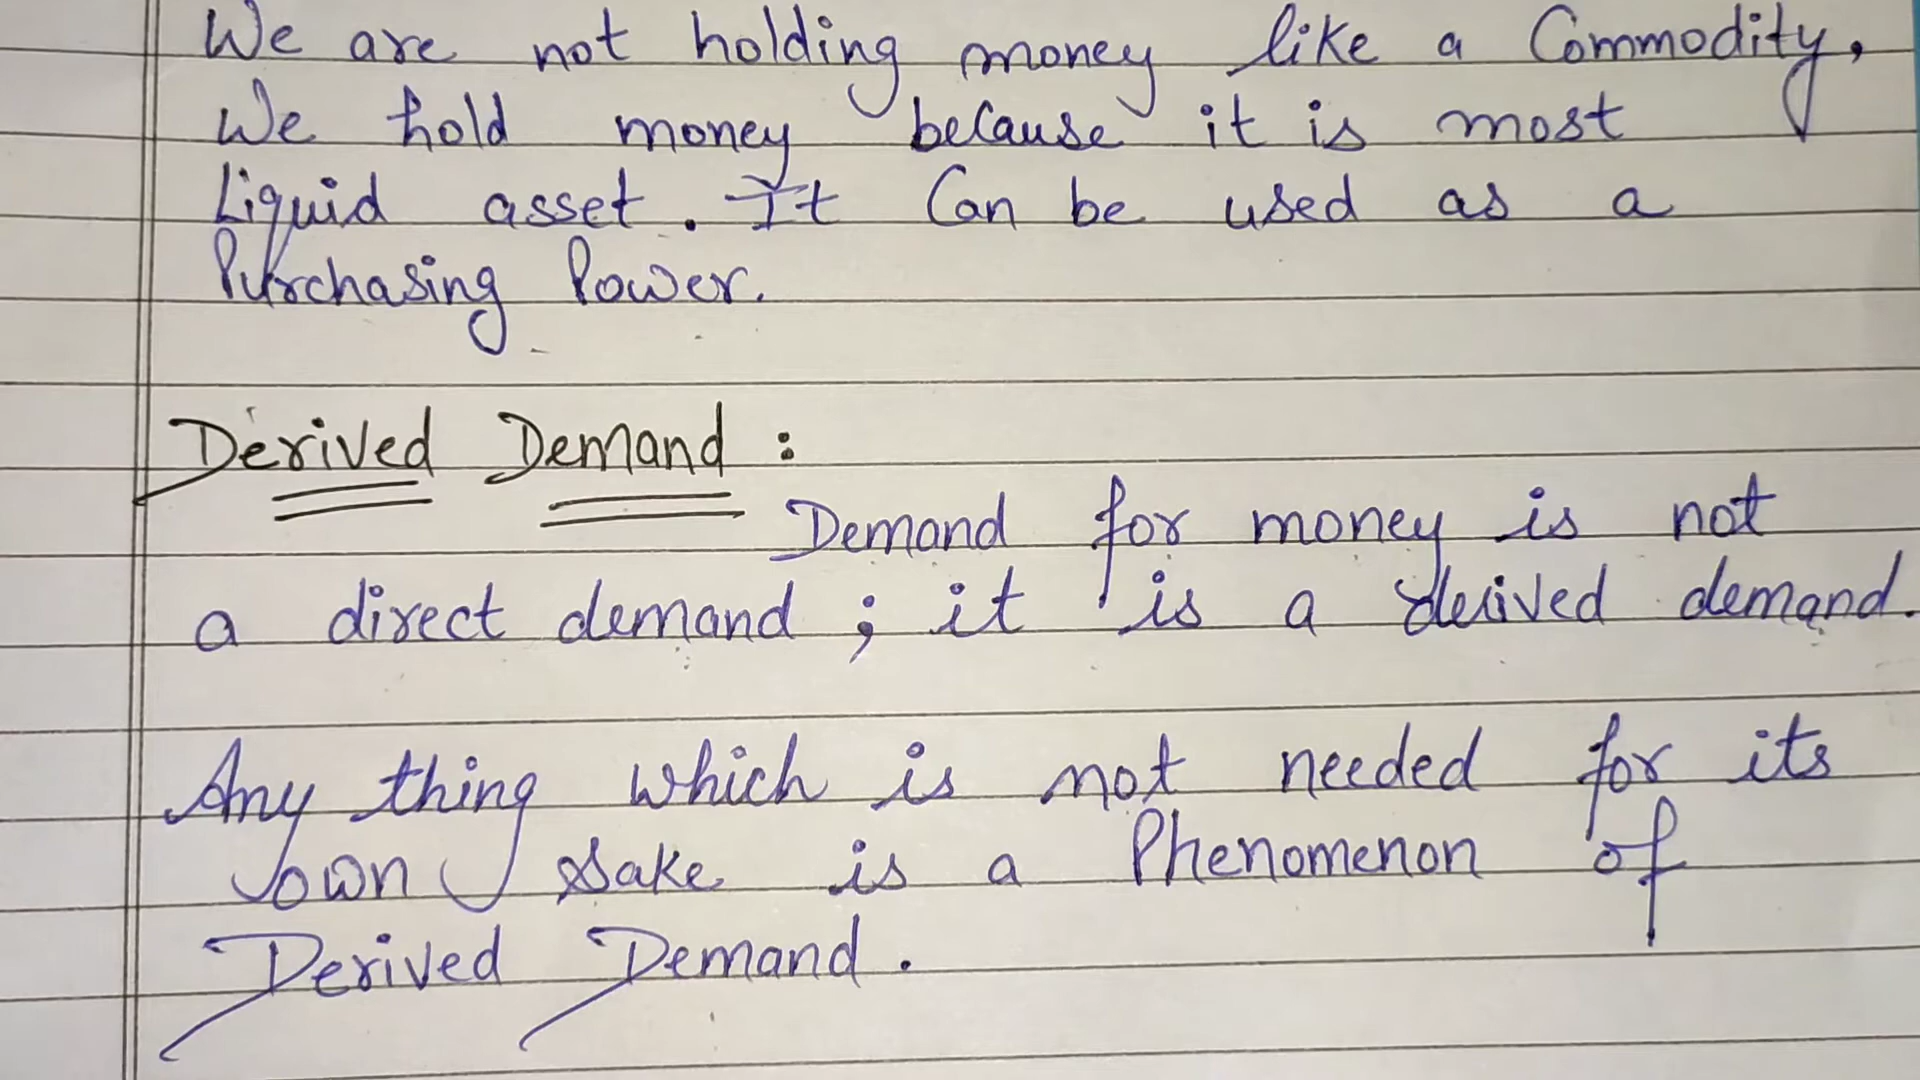 We are not holding money like a Commodity,
We hold money because it is most
Liquid asset. It Can be used as a
Purchasing Power.
Derived Demand :
Demand for money is not
a direct demand ; it is a derived demand.
Any thing which is not needed for its
own sake is a Phenomenon of
Derived Demand.